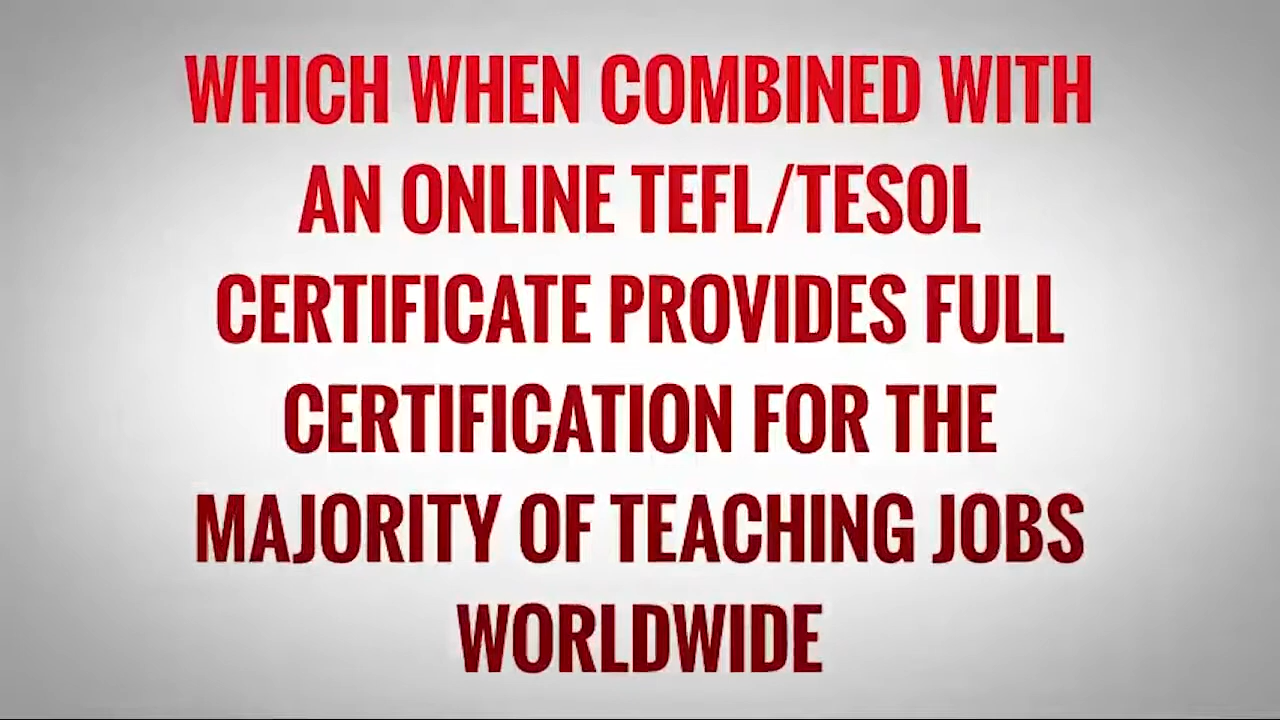 WHICH WHEN COMBINED WITH
AN ONLINE TEFL/TESOL
CERTIFICATE PROVIDES FULL
CERTIFICATION FOR THE
MAJORITY OF TEACHING JOBS
WORLDWIDE